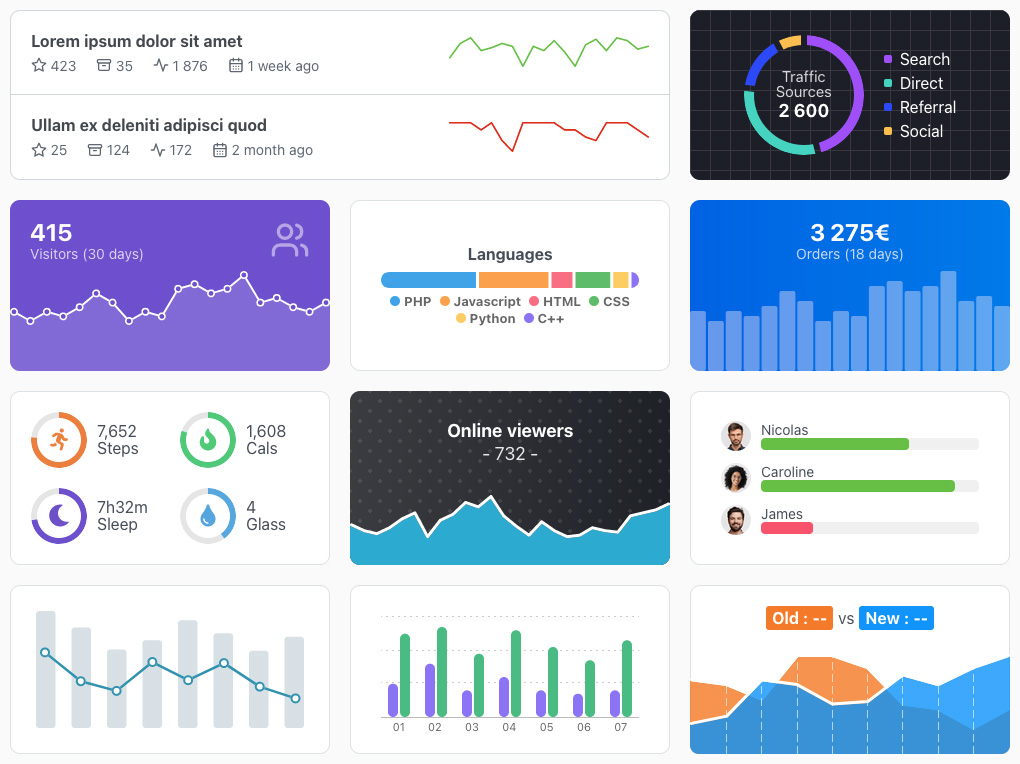 Lorem ipsum dolor sit amet
423 35 1 876 1 week ago
Ullam ex deleniti adipisci quod
25 124 172 2 month ago
Traffic
Sources
2 600
Search
Direct
Referral
Social
415
Visitors (30 days)
Languages
PHP Javascript HTML CSS
Python C++
3 275€
Orders (18 days)
7,652
Steps
1,608
Cals
7h32m
Sleep
4
Glass
Online viewers
- 732 -
Nicolas
Caroline
James
01 02 03 04 05 06 07
Old : -- vs New : --